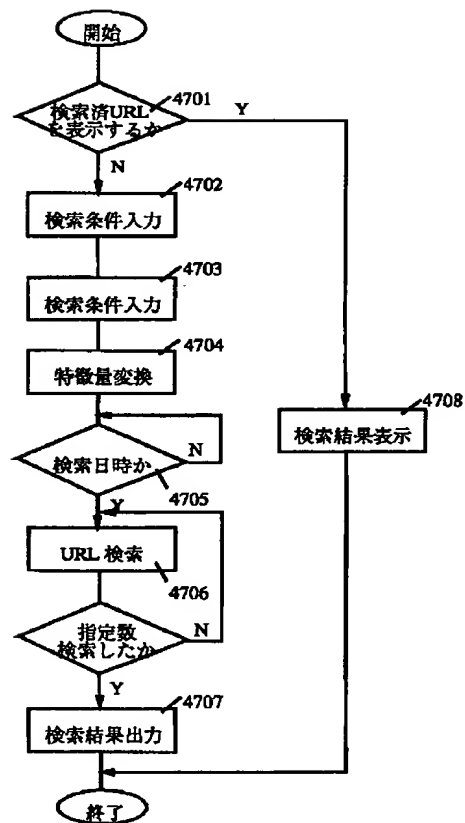 開始
検索済URL
を表示するか
4701
Y
N
4702
検索条件入力
4703
検索条件入力
4704
特徴量変換
4708
検索結果表示
N
検索日時か
4705
Y
URL 検索
4706
指定数
検索したか
N
Y
4707
検索結果出力
終了